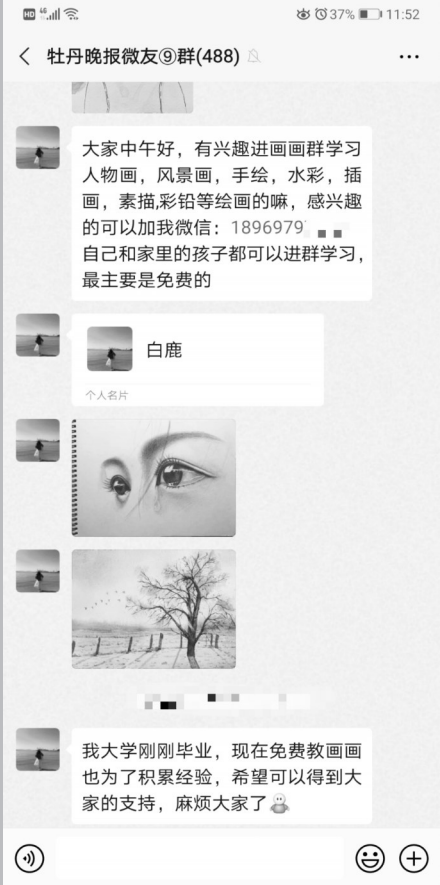 HD 46 37% 11:52
牡丹晚报微友⑨群(488)
大家中午好，有兴趣进画画群学习
人物画，风景画，手绘，水彩，插
画，素描,彩铅等绘画的嘛，感兴趣
的可以加我微信：1896979
自己和家里的孩子都可以进群学习，
最主要是免费的
白鹿
个人名片
我大学刚刚毕业，现在免费教画画
也为了积累经验，希望可以得到大
家的支持，麻烦大家了